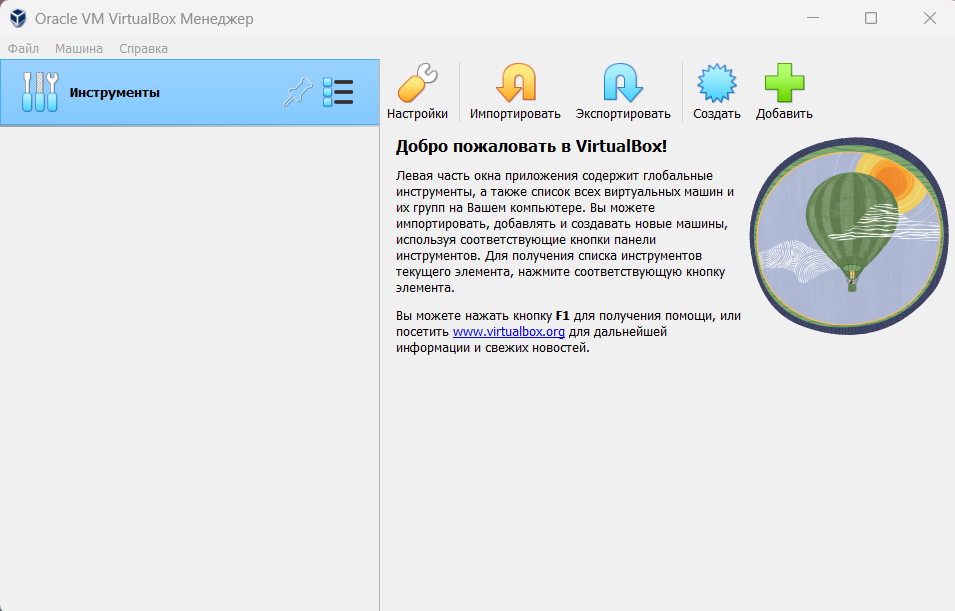 Oracle VM VirtualBox Менеджер
Файл Машина Справка
Инструменты
Настройки Импортировать Экспортировать Создать Добавить
Добро пожаловать в VirtualBox!
Левая часть окна приложения содержит глобальные
инструменты, а также список всех виртуальных машин и
их групп на Вашем компьютере. Вы можете
импортировать, добавлять и создавать новые машины,
используя соответствующие кнопки панели
инструментов. Для получения списка инструментов
текущего элемента, нажмите соответствующую кнопку
элемента.
Вы можете нажать кнопку F1 для получения помощи, или
посетить www.virtualbox.org для дальнейшей
информации и свежих новостей.